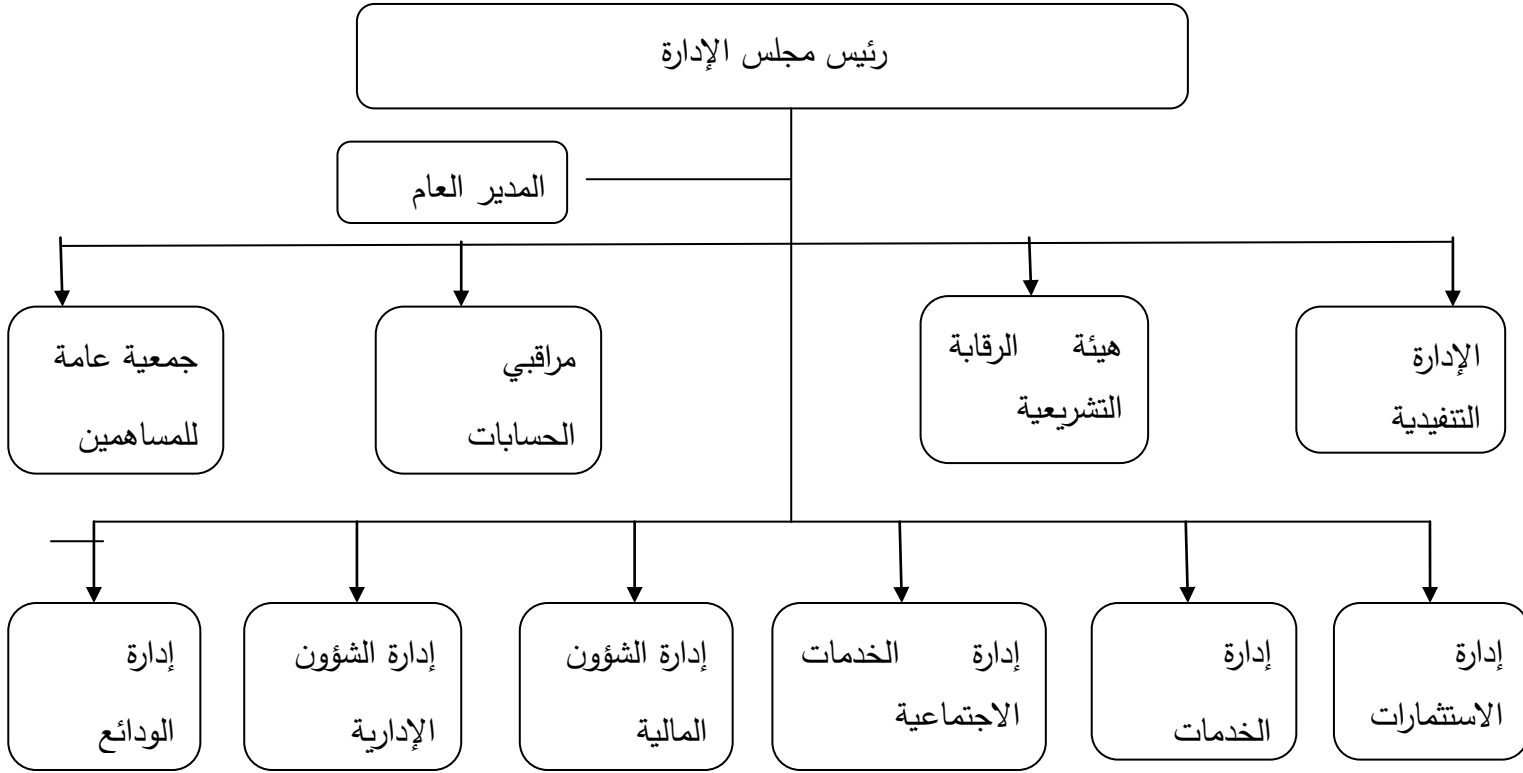 رئيس مجلس الإدارة
المدير العام
الإدارة
التنفيدية
هيئة الرقابة
التشريعية
مراقبي
الحسابات
جمعية عامة
للمساهمين
إدارة
الاستثمارات
إدارة
الخدمات
إدارة الخدمات
الاجتماعية
إدارة الشؤون
المالية
إدارة الشؤون
الإدارية
إدارة
الودائع